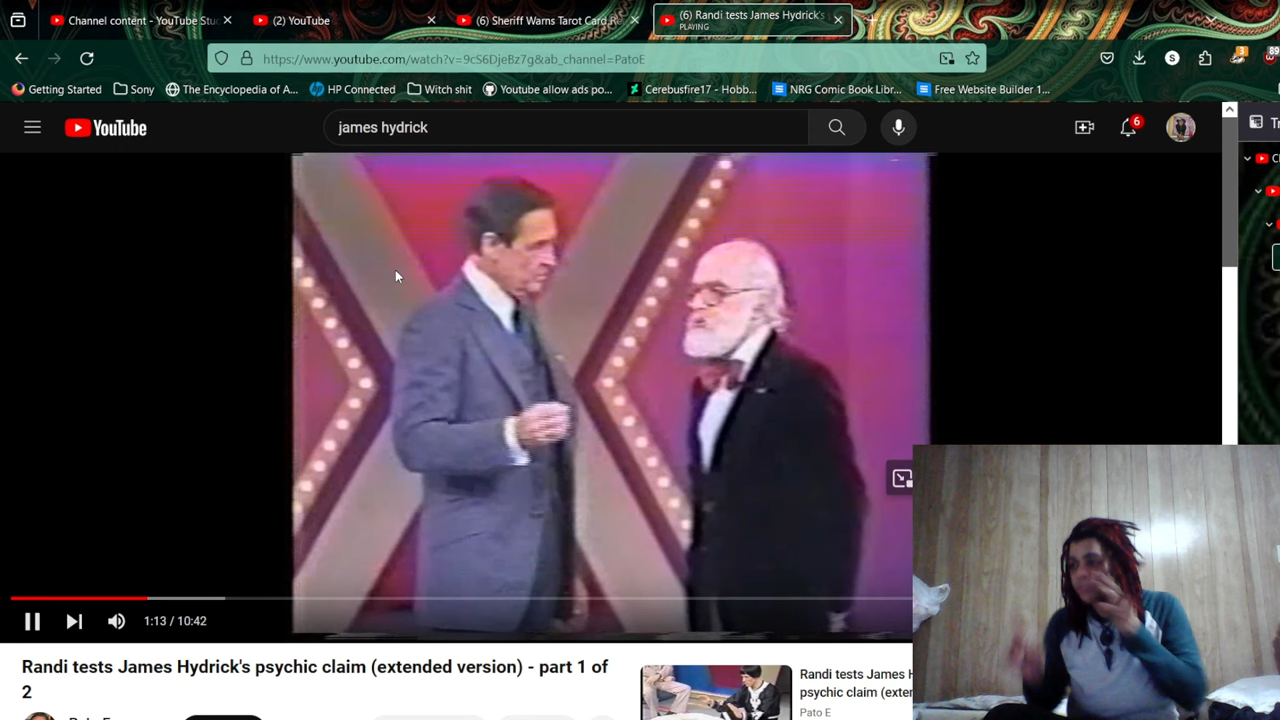 Channel content - YouTube Stu
(2) YouTube
(6) Sheriff Warns Tarot Card Re
(6) Randi tests James Hydrick's
PLAYING
https://www.youtube.com/watch?v=9cS6DjeBz7g&ab_channel=PatoE
S
3
89
Getting Started
Sony
The Encyclopedia of A...
HP Connected
Witch shit
Youtube allow ads po...
Cerebusfire17 - Hobb...
NRG Comic Book Libr...
Free Website Builder 1...
YouTube
james hydrick
6
Tr
1:13 / 10:42
Randi tests James Hydrick's psychic claim (extended version) - part 1 of
2
Randi tests James H
psychic claim (exter
Pato E